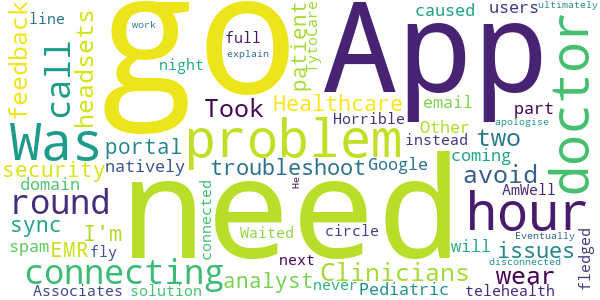 go
App
need
Was
problem
hour
doctor
call
round
connecting
Clinicians
headsets
feedback
line
work
full
explain
night
patient
TytoCare
caused
users
ultimately
Took
Healthcare
Horrible
email
Other
part
apologise
instead
two
portal
natively
security
domain
troubleshoot
Google
coming
avoid
AmWell
He
sync
I'm
connected
Waited
circle
will
Eventually
issues
spam
EMR
fly
next
disconnected
wear
fledged
Associates
solution
analyst
never
Pediatric
telehealth